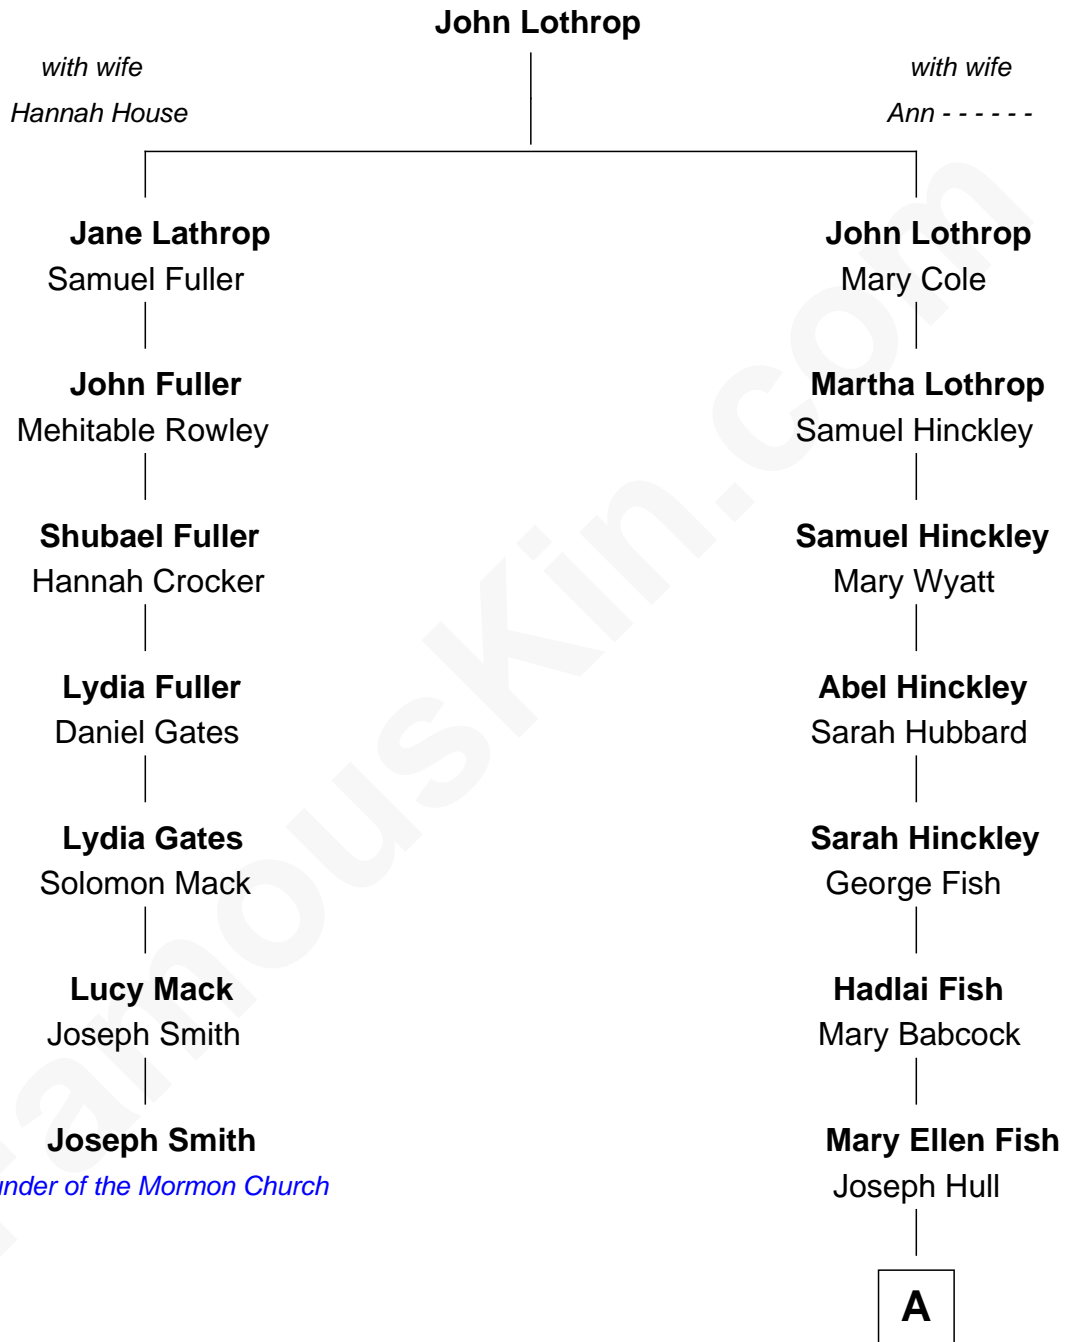 John Lothrop
with wife
Hannah House
with wife
Ann - - - - - -
Jane Lathrop
Samuel Fuller
John Lothrop
Mary Cole
John Fuller
Mehitable Rowley
Martha Lothrop
Samuel Hinckley
Shubael Fuller
Hannah Crocker
Samuel Hinckley
Mary Wyatt
Lydia Fuller
Daniel Gates
Abel Hinckley
Sarah Hubbard
Lydia Gates
Solomon Mack
Sarah Hinckley
George Fish
Lucy Mack
Joseph Smith
Hadlai Fish
Mary Babcock
Joseph Smith
under of the Mormon Church
Mary Ellen Fish
Joseph Hull
A
FamousKin.com